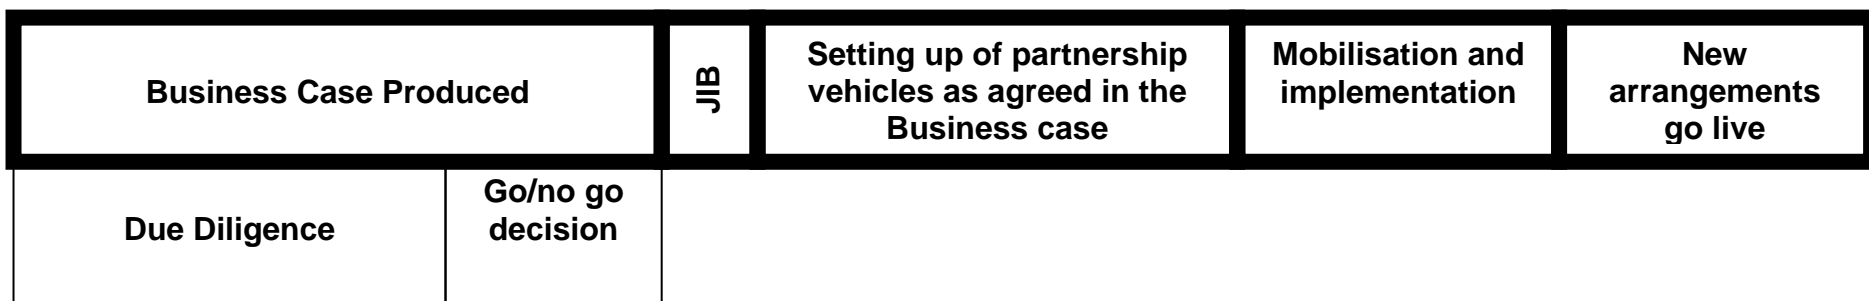 Business Case Produced
JIB
Setting up of partnership
vehicles as agreed in the
Business case
Mobilisation and
implementation
New
arrangements
go live
Due Diligence
Go/no go
decision